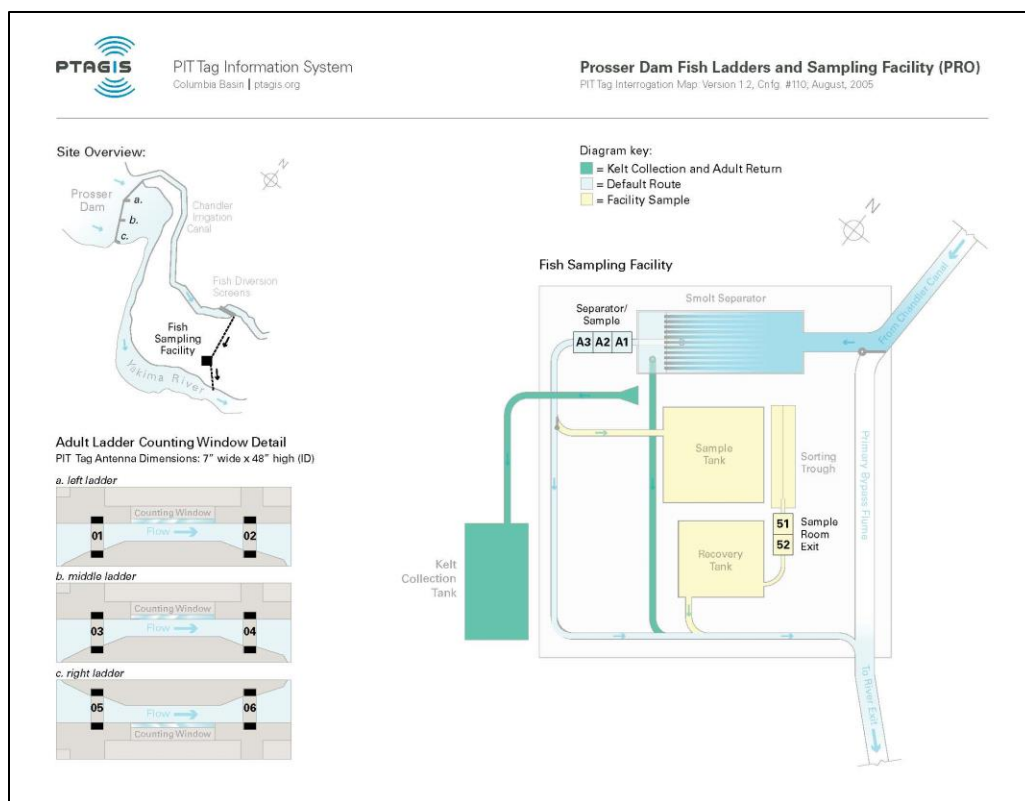 PTAGIS
PIT Tag Information System
Columbia Basin | ptagis.org
Prosser Dam Fish Ladders and Sampling Facility (PRO)
PIT Tag Interrogation Map: Version 1.2, Cnfg. #110; August, 2005
Site Overview:
N
Prosser
Dam
a.
b.
c.
Chandler
Irrigation
Canal
Fish Diversion
Screens
Fish
Sampling
Facility
Yakima River
Adult Ladder Counting Window Detail
PIT Tag Antenna Dimensions: 7” wide x 48” high (ID)
a. left ladder
Counting Window
01
Flow
02
b. middle ladder
Counting Window
03
Flow
04
c. right ladder
05
Flow
06
Counting Window
Diagram key:
= Kelt Collection and Adult Return
= Default Route
= Facility Sample
N
Fish Sampling Facility
From Chandler Canal
Smolt Separator
Separator/
Sample
A3 A2 A1
Sample
Tank
Sorting
Trough
Primary Bypass Flume
51
52
Sample
Room
Exit
Recovery
Tank
Kelt
Collection
Tank
To River Exit